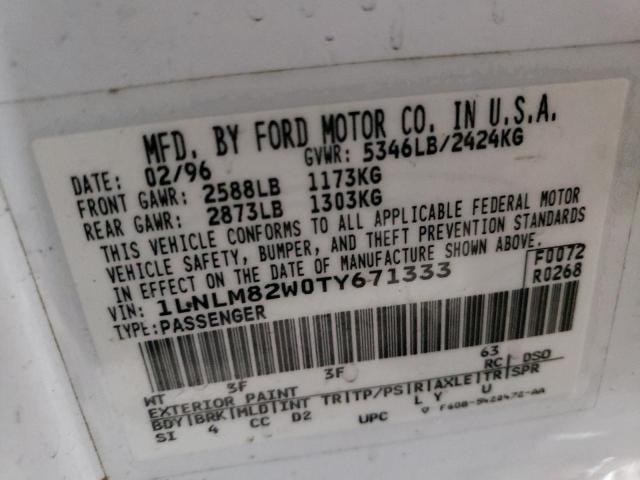 MFD. BY FORD MOTOR CO. IN U.S.A.
DATE: 02/96 GVWR: 5346LB/2424KG
FRONT GAWR: 2588LB 1173KG
REAR GAWR: 2873LB 1303KG
THIS VEHICLE CONFORMS TO ALL APPLICABLE FEDERAL MOTOR
VEHICLE SAFETY, BUMPER, AND THEFT PREVENTION STANDARDS
IN EFFECT ON THE DATE OF MANUFACTURE SHOWN ABOVE.
VIN: 1LNLM82W0TY671333 F0072
TYPE: PASSENGER R0268
WT 3F 3F 63
EXTERIOR PAINT RC DSO
BDY BRK MLD INT TR TP/PS R AXLE TR SPR
SI 4 CC D2 UPC L Y U